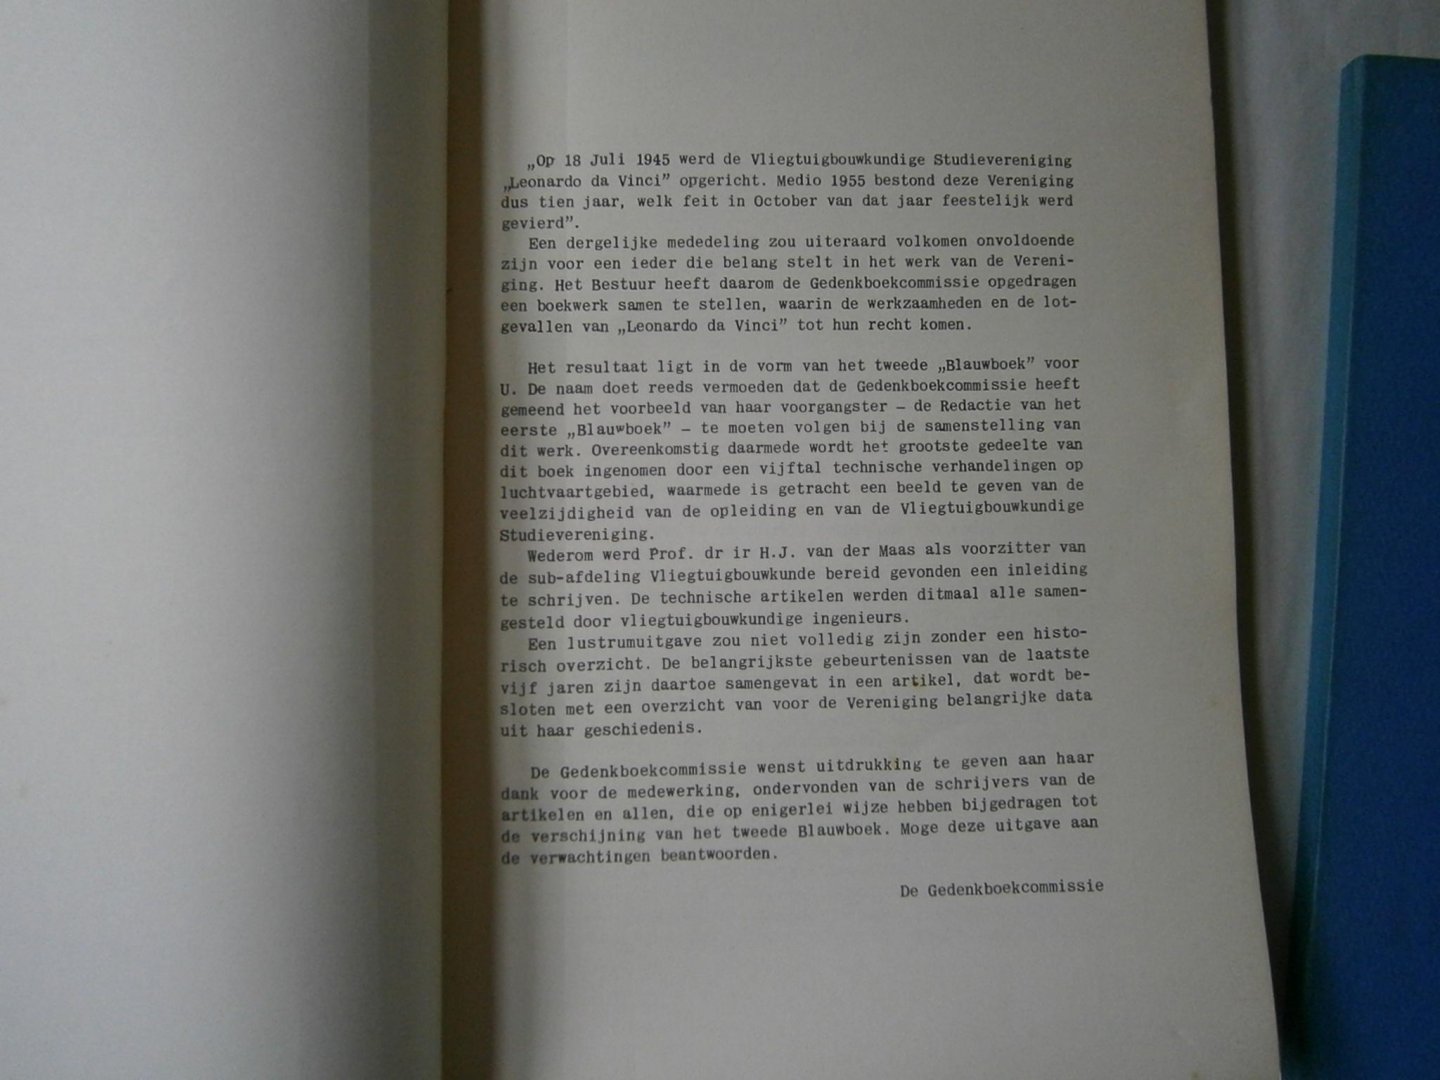 „Op 18 Juli 1945 werd de Vliegtuigbouwkundige Studievereniging
„Leonardo da Vinci” opgericht. Medio 1955 bestond deze Vereniging
dus tien jaar, welk feit in October van dat jaar feestelijk werd
gevierd”.
Een dergelijke mededeling zou uiteraard volkomen onvoldoende
zijn voor een ieder die belang stelt in het werk van de Vereni-
ging. Het Bestuur heeft daarom de Gedenkboekcommissie opgedragen
een boekwerk samen te stellen, waarin de werkzaamheden en de lot-
gevallen van „Leonardo da Vinci” tot hun recht komen.
Het resultaat ligt in de vorm van het tweede „Blauwboek” voor
U. De naam doet reeds vermoeden dat de Gedenkboekcommissie heeft
gemeend het voorbeeld van haar voorgangster – de Redactie van het
eerste „Blauwboek” – te moeten volgen bij de samenstelling van
dit werk. Overeenkomstig daarmede wordt het grootste gedeelte van
dit boek ingenomen door een vijftal technische verhandelingen op
luchtvaartgebied, waarmede is getracht een beeld te geven van de
veelzijdigheid van de opleiding en van de Vliegtuigbouwkundige
Studievereniging.
Wederom werd Prof. dr ir H.J. van der Maas als voorzitter van
de sub-afdeling Vliegtuigbouwkunde bereid gevonden een inleiding
te schrijven. De technische artikelen werden ditmaal alle samen-
gesteld door vliegtuigbouwkundige ingenieurs.
Een lustrumuitgave zou niet volledig zijn zonder een histo-
risch overzicht. De belangrijkste gebeurtenissen van de laatste
vijf jaren zijn daartoe samengevat in een artikel, dat wordt be-
sloten met een overzicht van voor de Vereniging belangrijke data
uit haar geschiedenis.
De Gedenkboekcommissie wenst uitdrukking te geven aan haar
dank voor de medewerking, ondervonden van de schrijvers van de
artikelen en allen, die op enigerlei wijze hebben bijgedragen tot
de verschijning van het tweede Blauwboek. Moge deze uitgave aan
de verwachtingen beantwoorden.
De Gedenkboekcommissie